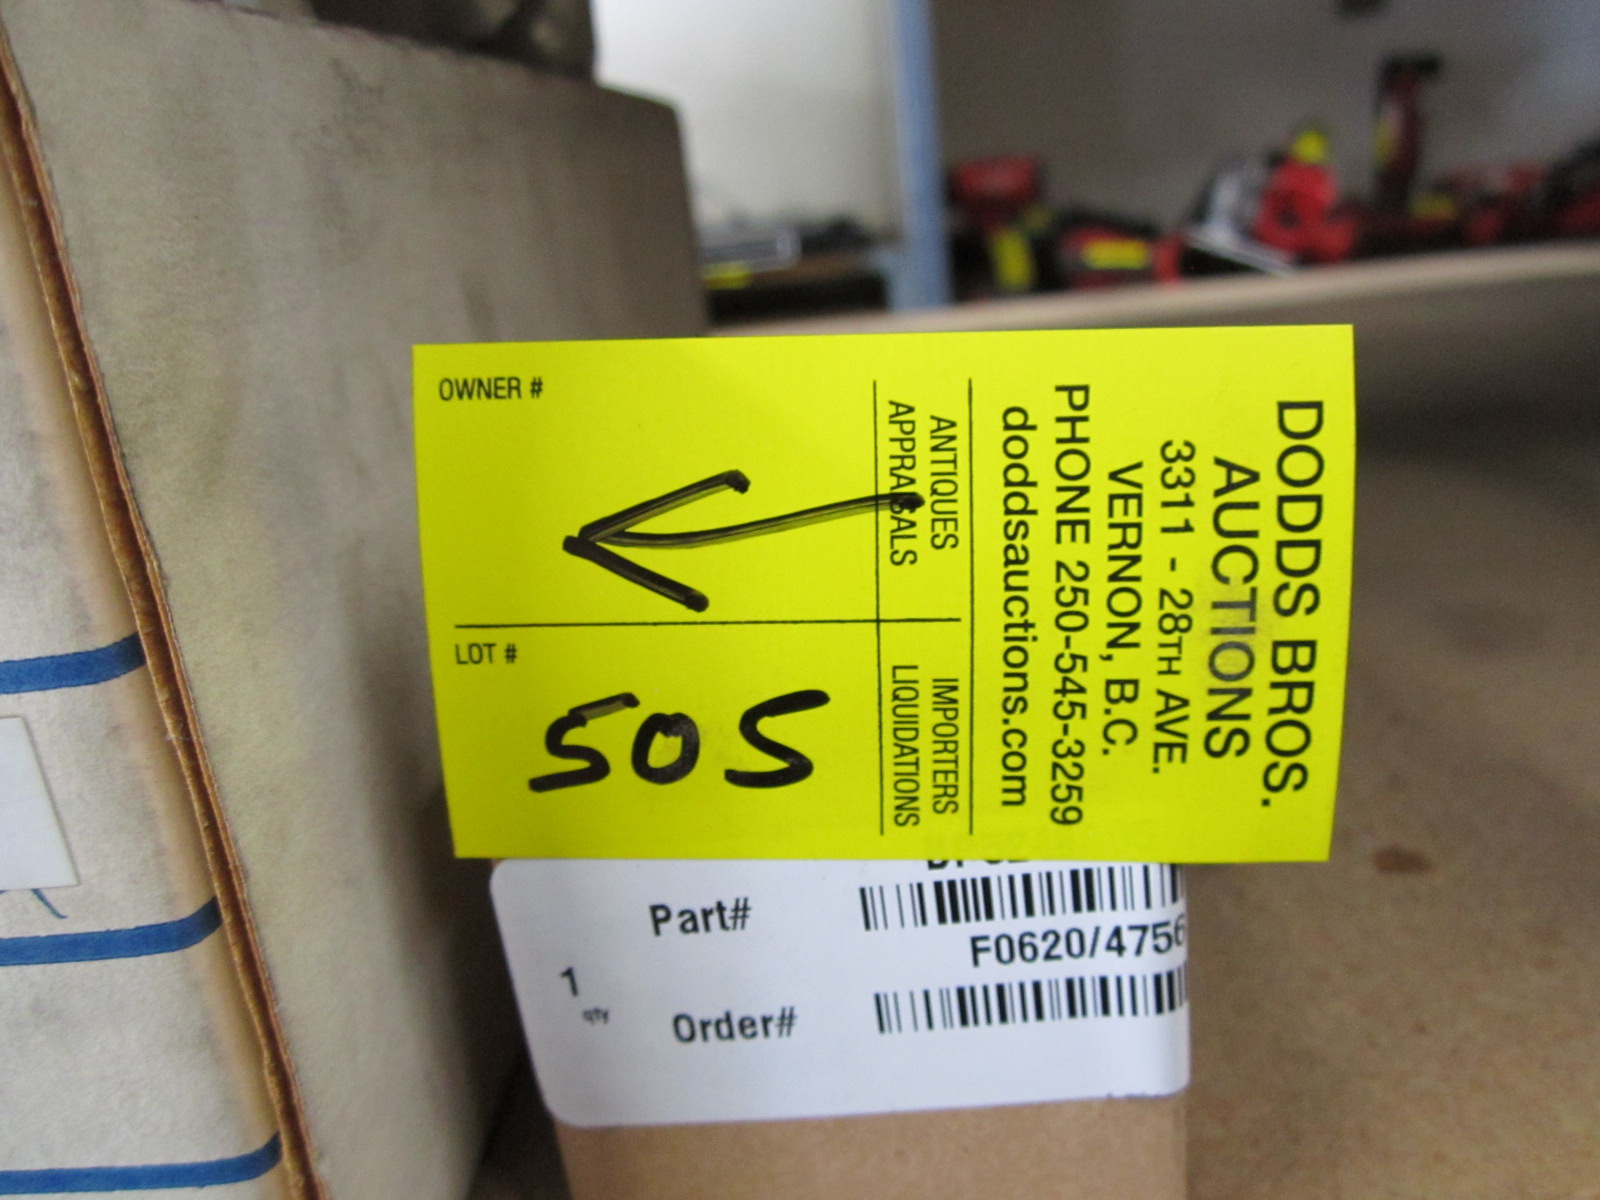 DODDS BROS.
AUCTIONS
3311 - 28TH AVE.
VERNON, B.C.
PHONE 250-545-3259
doddsauctions.com
ANTIQUES
APPRAISALS
IMPORTERS
LIQUIDATIONS
OWNER #
LOT #
505
Part#
F0620/4756
1
qty
Order#